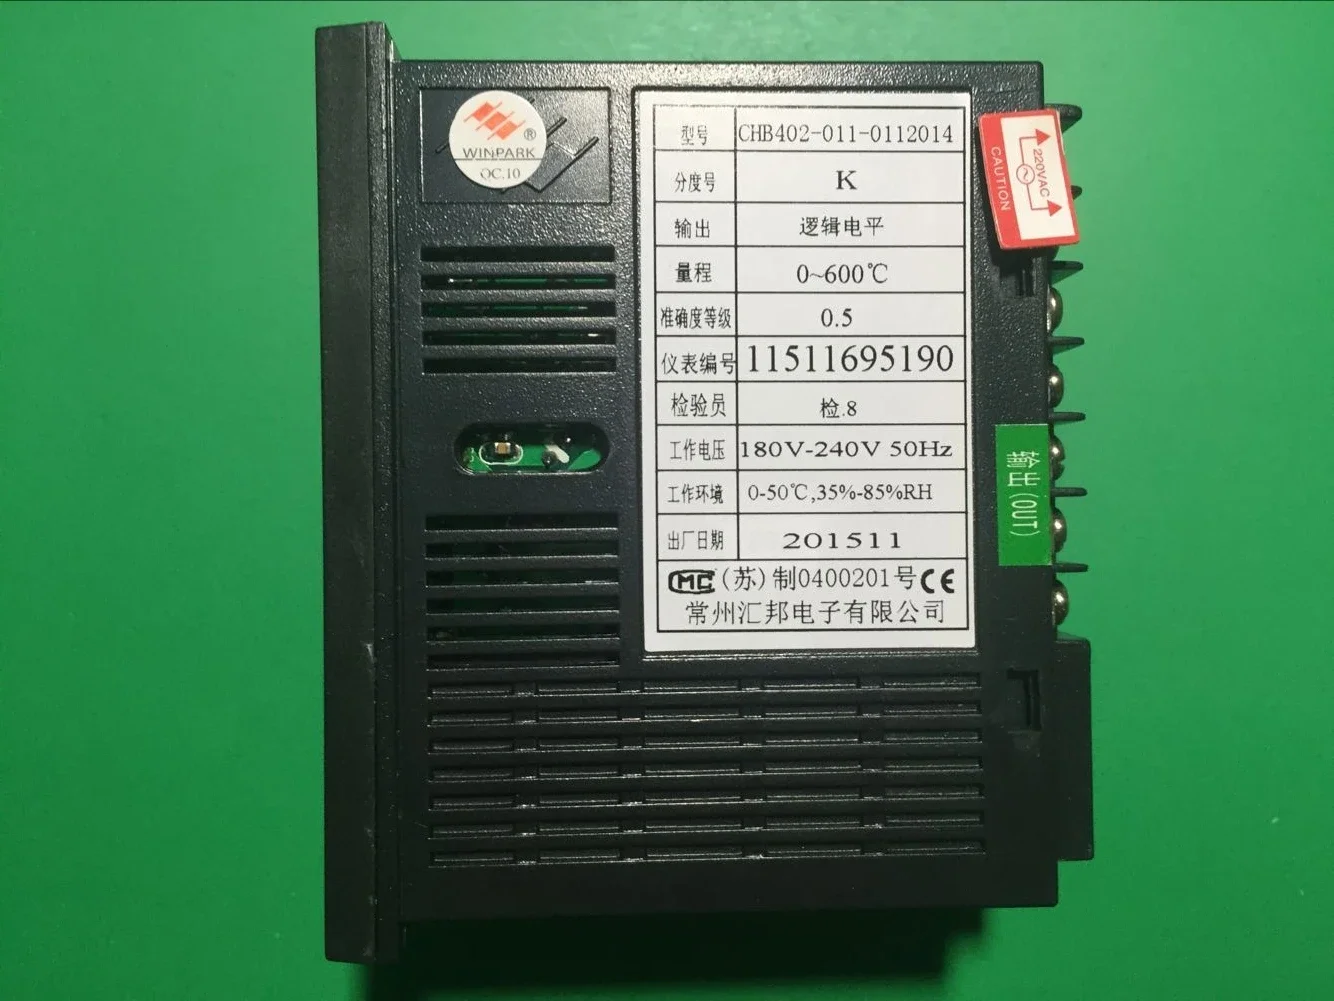 WINPARK ®
QC.10
型号 CHB402-011-0112014
分度号 K
输出 逻辑电平
量程 0~600℃
准确度等级 0.5
仪表编号 11511695190
检验员 检.8
工作电压 180V-240V 50Hz
工作环境 0-50℃,35%-85%RH
出厂日期 201511
CMC (苏)制0400201号 CE
常州汇邦电子有限公司
220VAC
CAUTION
输出(OUT)